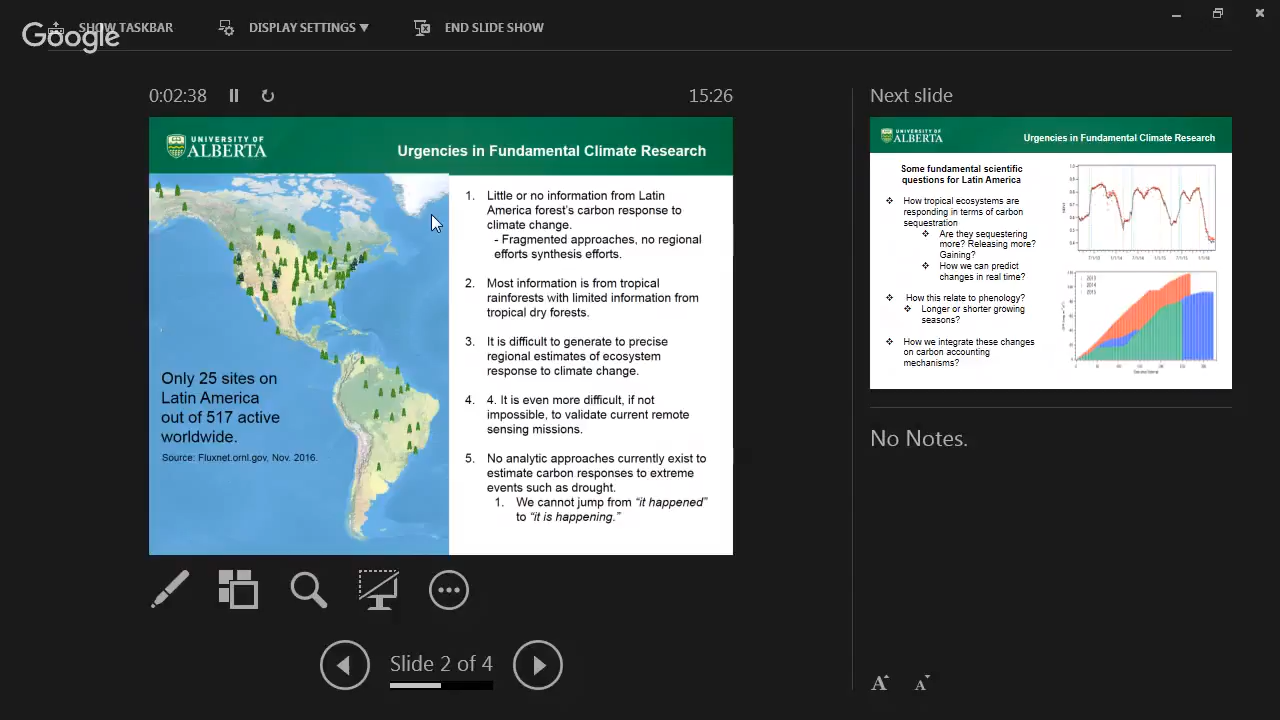 Google
SHOW TASKBAR
DISPLAY SETTINGS
END SLIDE SHOW
0:02:38
15:26
UNIVERSITY OF
ALBERTA
Urgencies in Fundamental Climate Research
Only 25 sites on
Latin America
out of 517 active
worldwide.
Source: Fluxnet.ornl.gov, Nov. 2016.
1. Little or no information from Latin
America forest's carbon response to
climate change.
- Fragmented approaches, no regional
efforts synthesis efforts.
2. Most information is from tropical
rainforests with limited information from
tropical dry forests.
3. It is difficult to generate to precise
regional estimates of ecosystem
response to climate change.
4. 4. It is even more difficult, if not
impossible, to validate current remote
sensing missions.
5. No analytic approaches currently exist to
estimate carbon responses to extreme
events such as drought.
1. We cannot jump from “it happened”
to “it is happening.”
Slide 2 of 4
Next slide
UNIVERSITY OF
ALBERTA
Urgencies in Fundamental Climate Research
Some fundamental scientific
questions for Latin America
❖ How tropical ecosystems are
responding in terms of carbon
sequestration
❖ Are they sequestering
more? Releasing more?
Gaining?
❖ How we can predict
changes in real time?
❖ How this relate to phenology?
❖ Longer or shorter growing
seasons?
❖ How we integrate these changes
on carbon accounting
mechanisms?
2013
2014
2015
No Notes.
A A